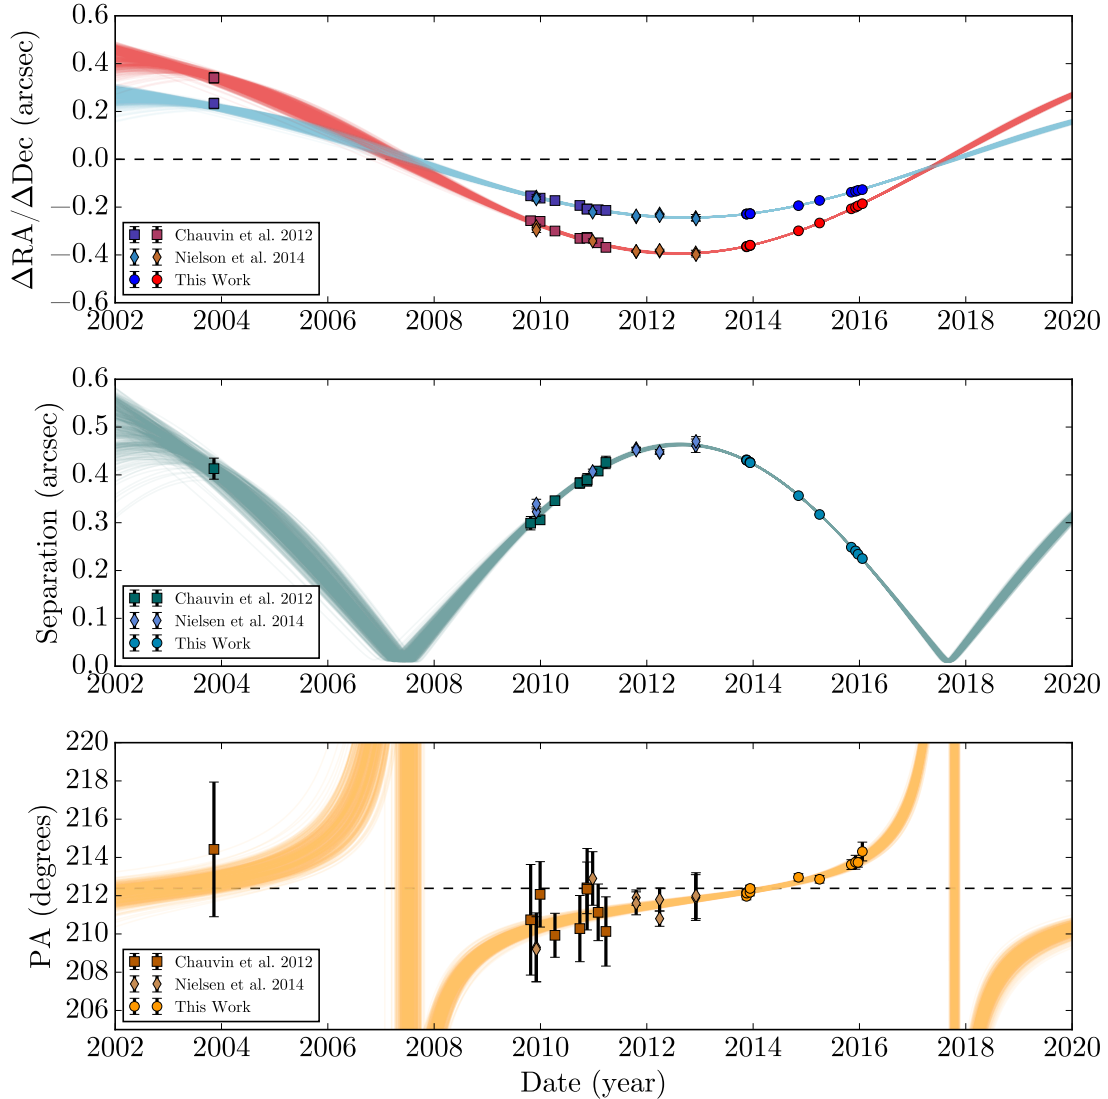 ΔRA/ΔDec (arcsec)
0.6
0.4
0.2
0.0
−0.2
−0.4
−0.6
Chauvin et al. 2012
Nielson et al. 2014
This Work
2002 2004 2006 2008 2010 2012 2014 2016 2018 2020
Separation (arcsec)
0.6
0.5
0.4
0.3
0.2
0.1
0.0
Chauvin et al. 2012
Nielsen et al. 2014
This Work
2002 2004 2006 2008 2010 2012 2014 2016 2018 2020
PA (degrees)
220
218
216
214
212
210
208
206
Chauvin et al. 2012
Nielsen et al. 2014
This Work
2002 2004 2006 2008 2010 2012 2014 2016 2018 2020
Date (year)